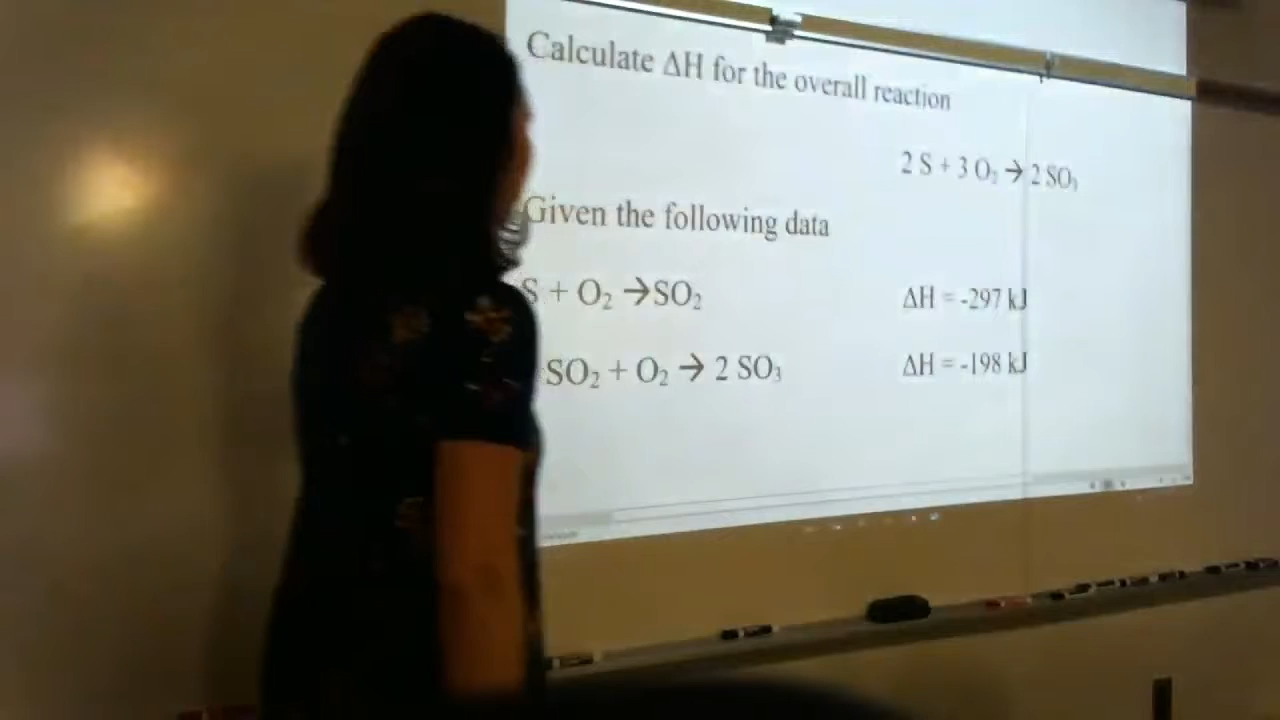 Calculate ΔH for the overall reaction
2 S + 3 O₂ → 2 SO₃
Given the following data
S + O₂ → SO₂
ΔH = -297 kJ
SO₂ + O₂ → 2 SO₃
ΔH = -198 kJ